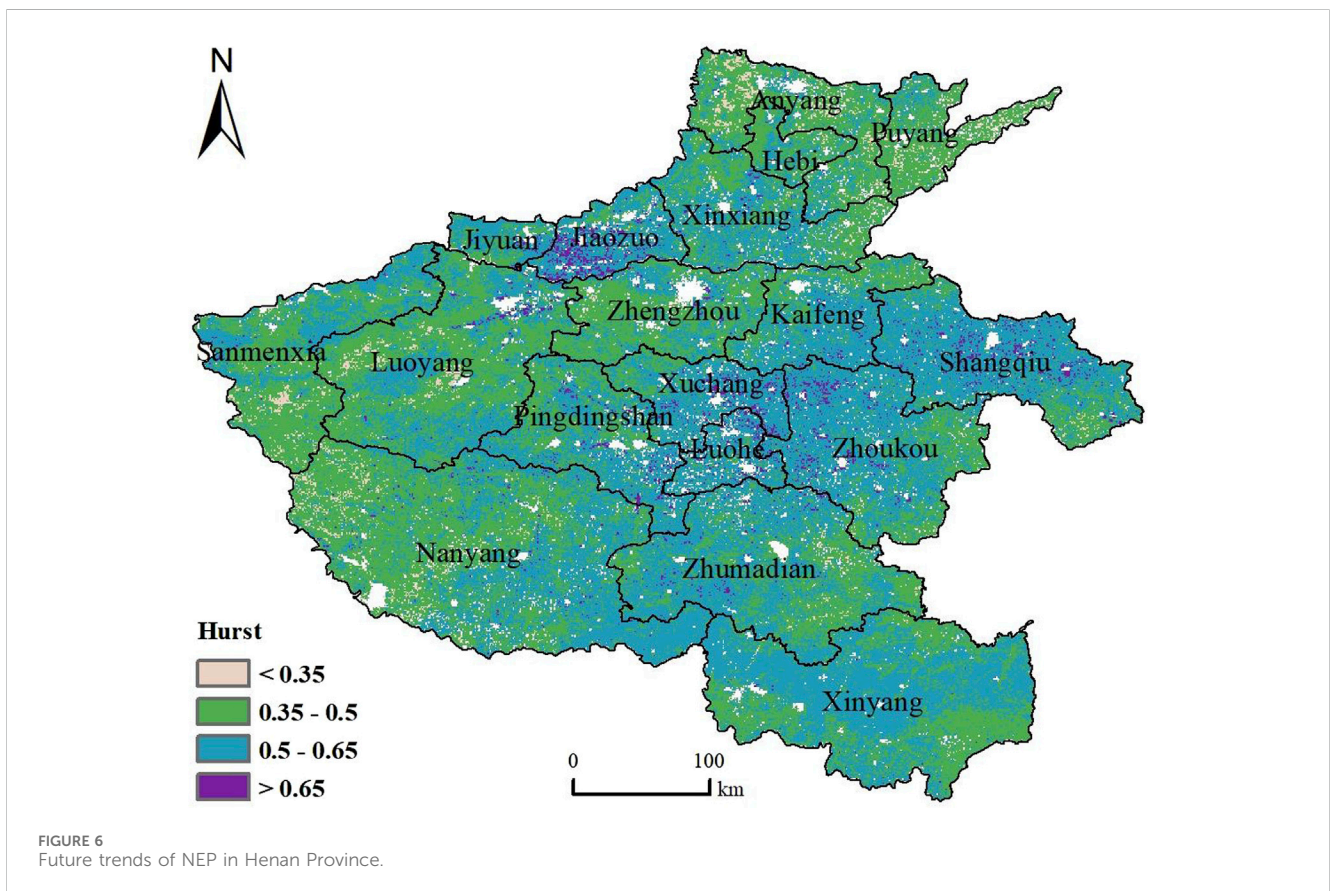 N
Anyang
Puyang
Hebi
Xinxiang
Jiyuan
Jiaozuo
Zhengzhou
Kaifeng
Sanmenxia
Luoyang
Shangqiu
Xuchang
Pingdingshan
Luohe
Zhoukou
Nanyang
Zhumadian
Xinyang
Hurst
< 0.35
0.35 - 0.5
0.5 - 0.65
> 0.65
0 100
km
FIGURE 6
Future trends of NEP in Henan Province.